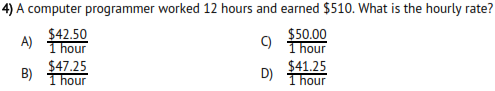 4) A computer programmer worked 12 hours and earned $510. What is the hourly rate?
A) $42.50 / 1 hour
C) $50.00 / 1 hour
B) $47.25 / 1 hour
D) $41.25 / 1 hour